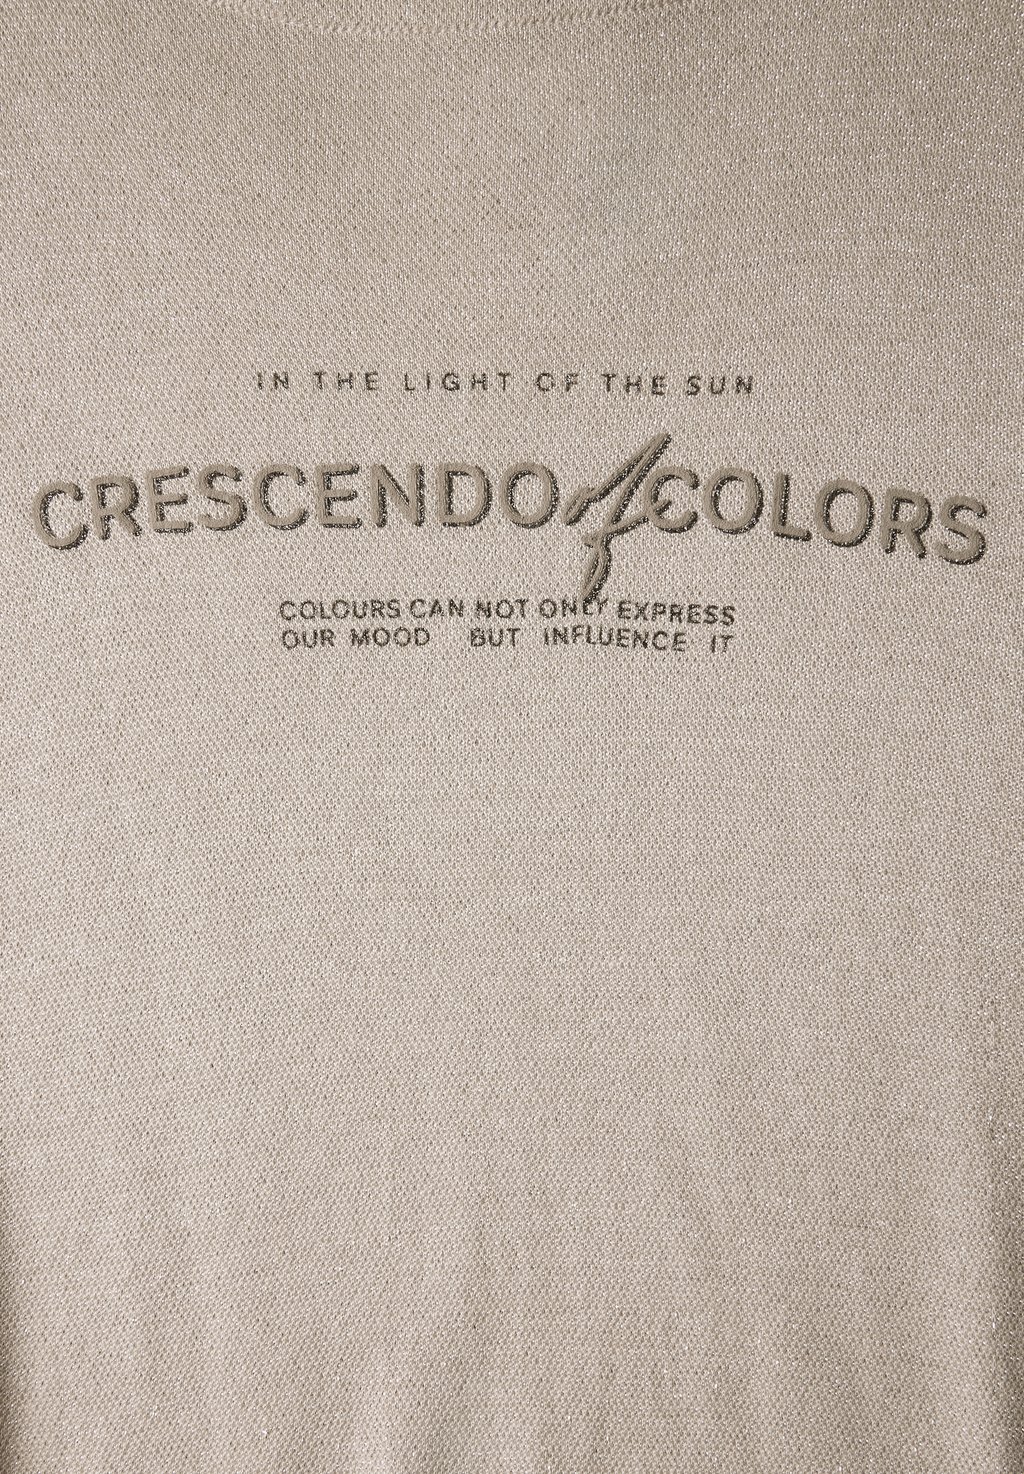 IN THE LIGHT OF THE SUN
CRESCENDO of COLORS
COLOURS CAN NOT ONLY EXPRESS
OUR MOOD BUT INFLUENCE IT